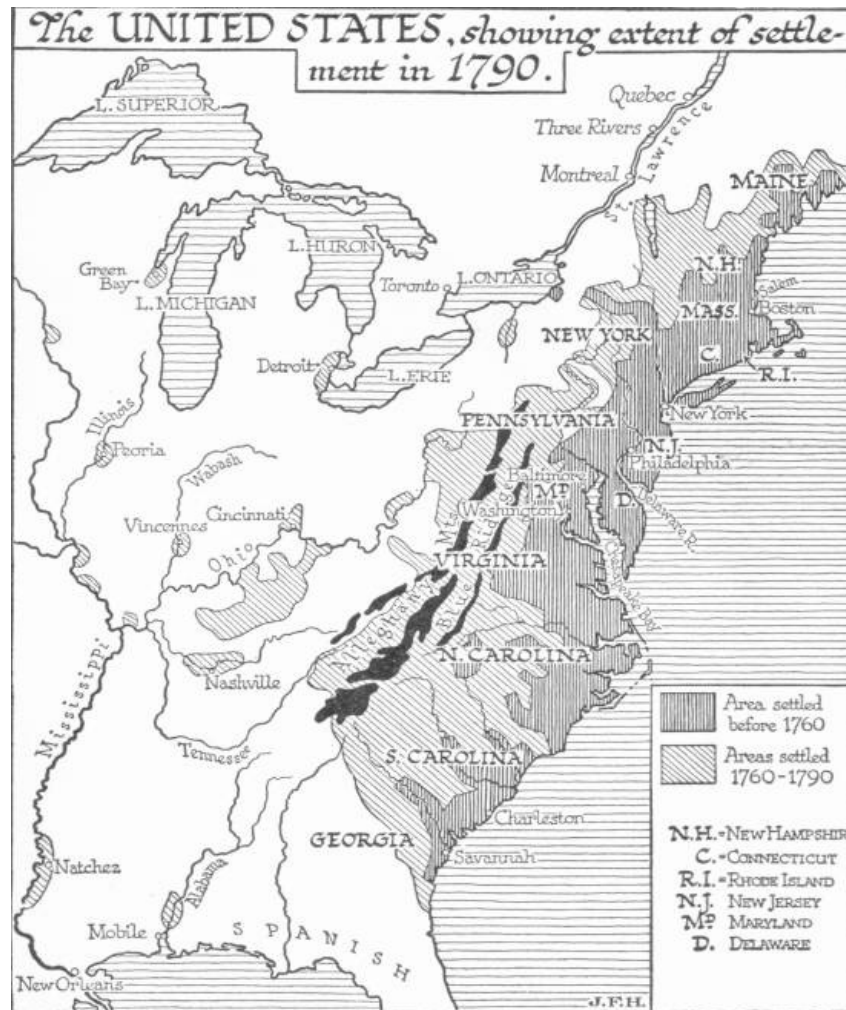 The UNITED STATES, showing extent of settle-
ment in 1790.
L. SUPERIOR
Quebec
Three Rivers
Montreal
St. Lawrence
MAINE
L. HURON
N.H.
Green
Bay
Toronto
L. ONTARIO
Salem
L. MICHIGAN
MASS.
Boston
NEW YORK
Detroit
C.
L. ERIE
R.I.
Illinois
PENNSYLVANIA
New York
Peoria
N.J.
Wabash
Baltimore
Philadelphia
MD
Cincinnati
Washington
D.
Delaware R.
Vincennes
Mts
Ridge
Ohio
VIRGINIA
Chesapeake Bay
Alleghany
Blue
N. CAROLINA
Nashville
Mississippi
Area settled
before 1760
Tennessee
S. CAROLINA
Areas settled
1760-1790
Charleston
GEORGIA
N.H.=NEW HAMPSHIR
Savannah
C.=CONNECTICUT
Natchez
R.I.=RHODE ISLAND
Alabama
N.J. NEW JERSEY
MD MARYLAND
Mobile
SPANISH
D. DELAWARE
New Orleans
J.F.H.